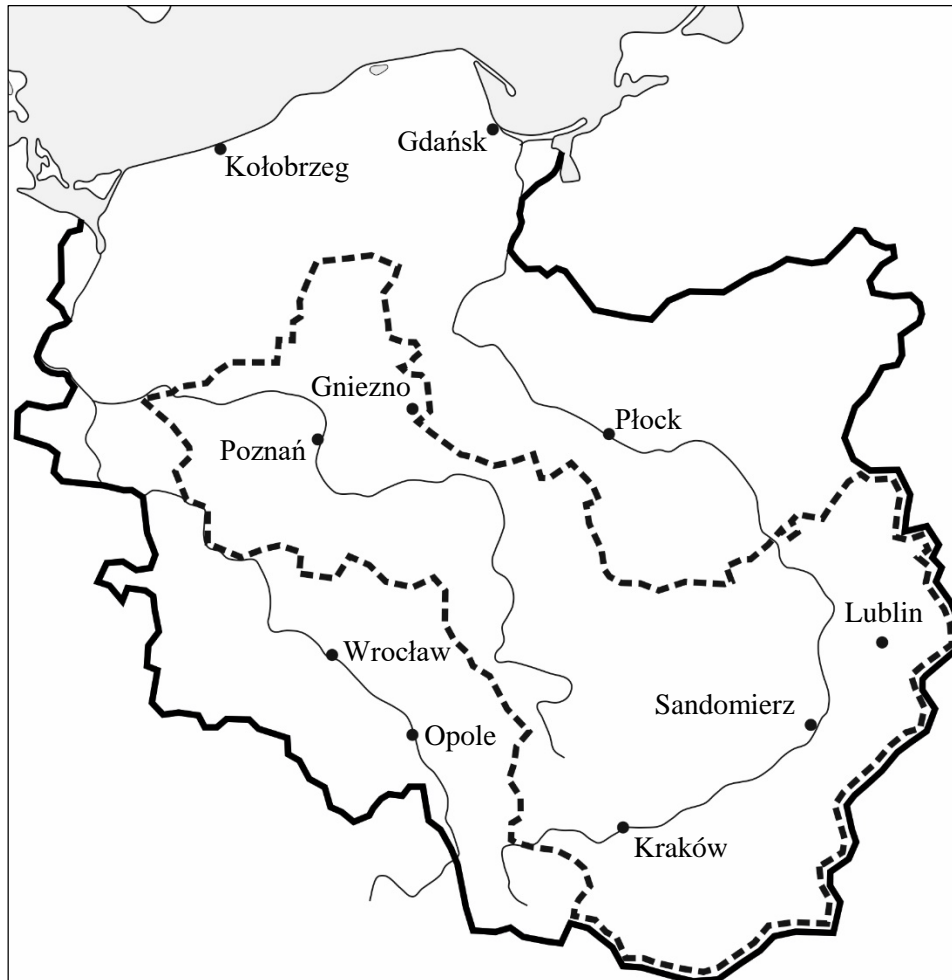 Gdańsk
Kołobrzeg
Gniezno
Płock
Poznań
Lublin
Wrocław
Sandomierz
Opole
Kraków